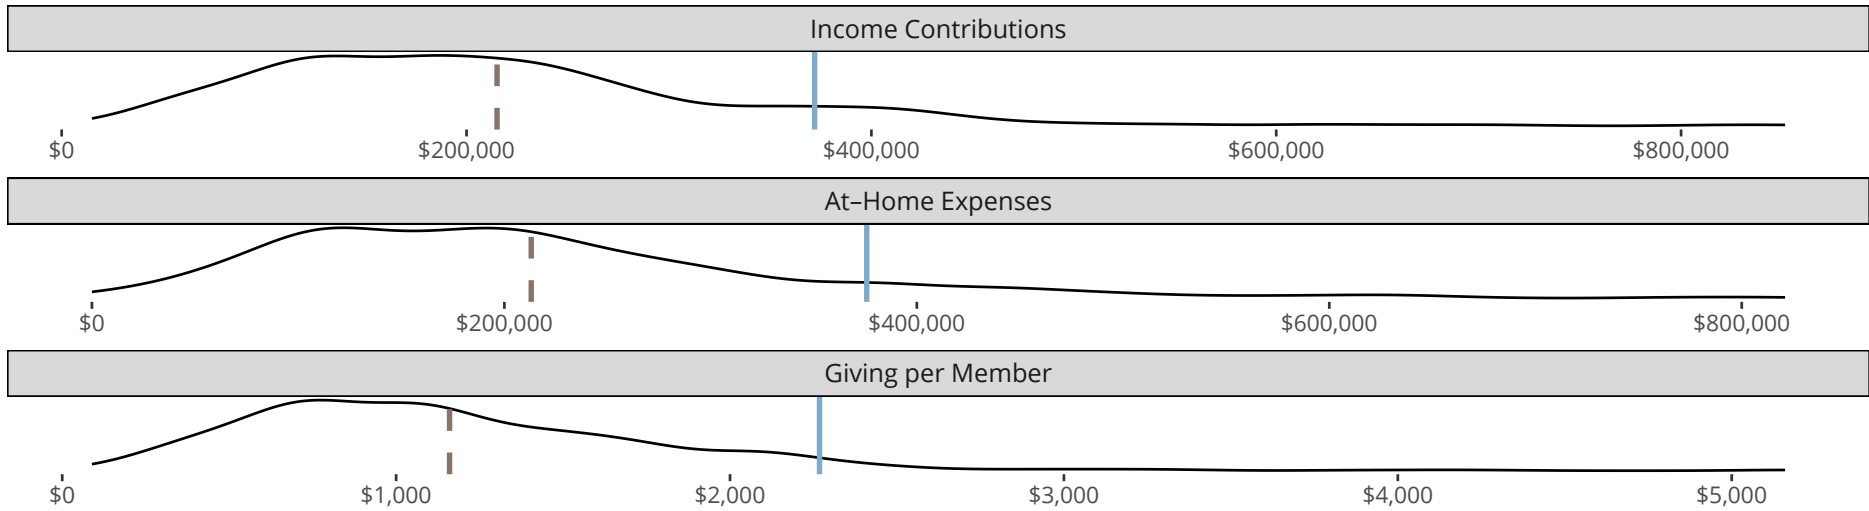 Income Contributions
$0 $200,000 $400,000 $600,000 $800,000
At–Home Expenses
$0 $200,000 $400,000 $600,000 $800,000
Giving per Member
$0 $1,000 $2,000 $3,000 $4,000 $5,000